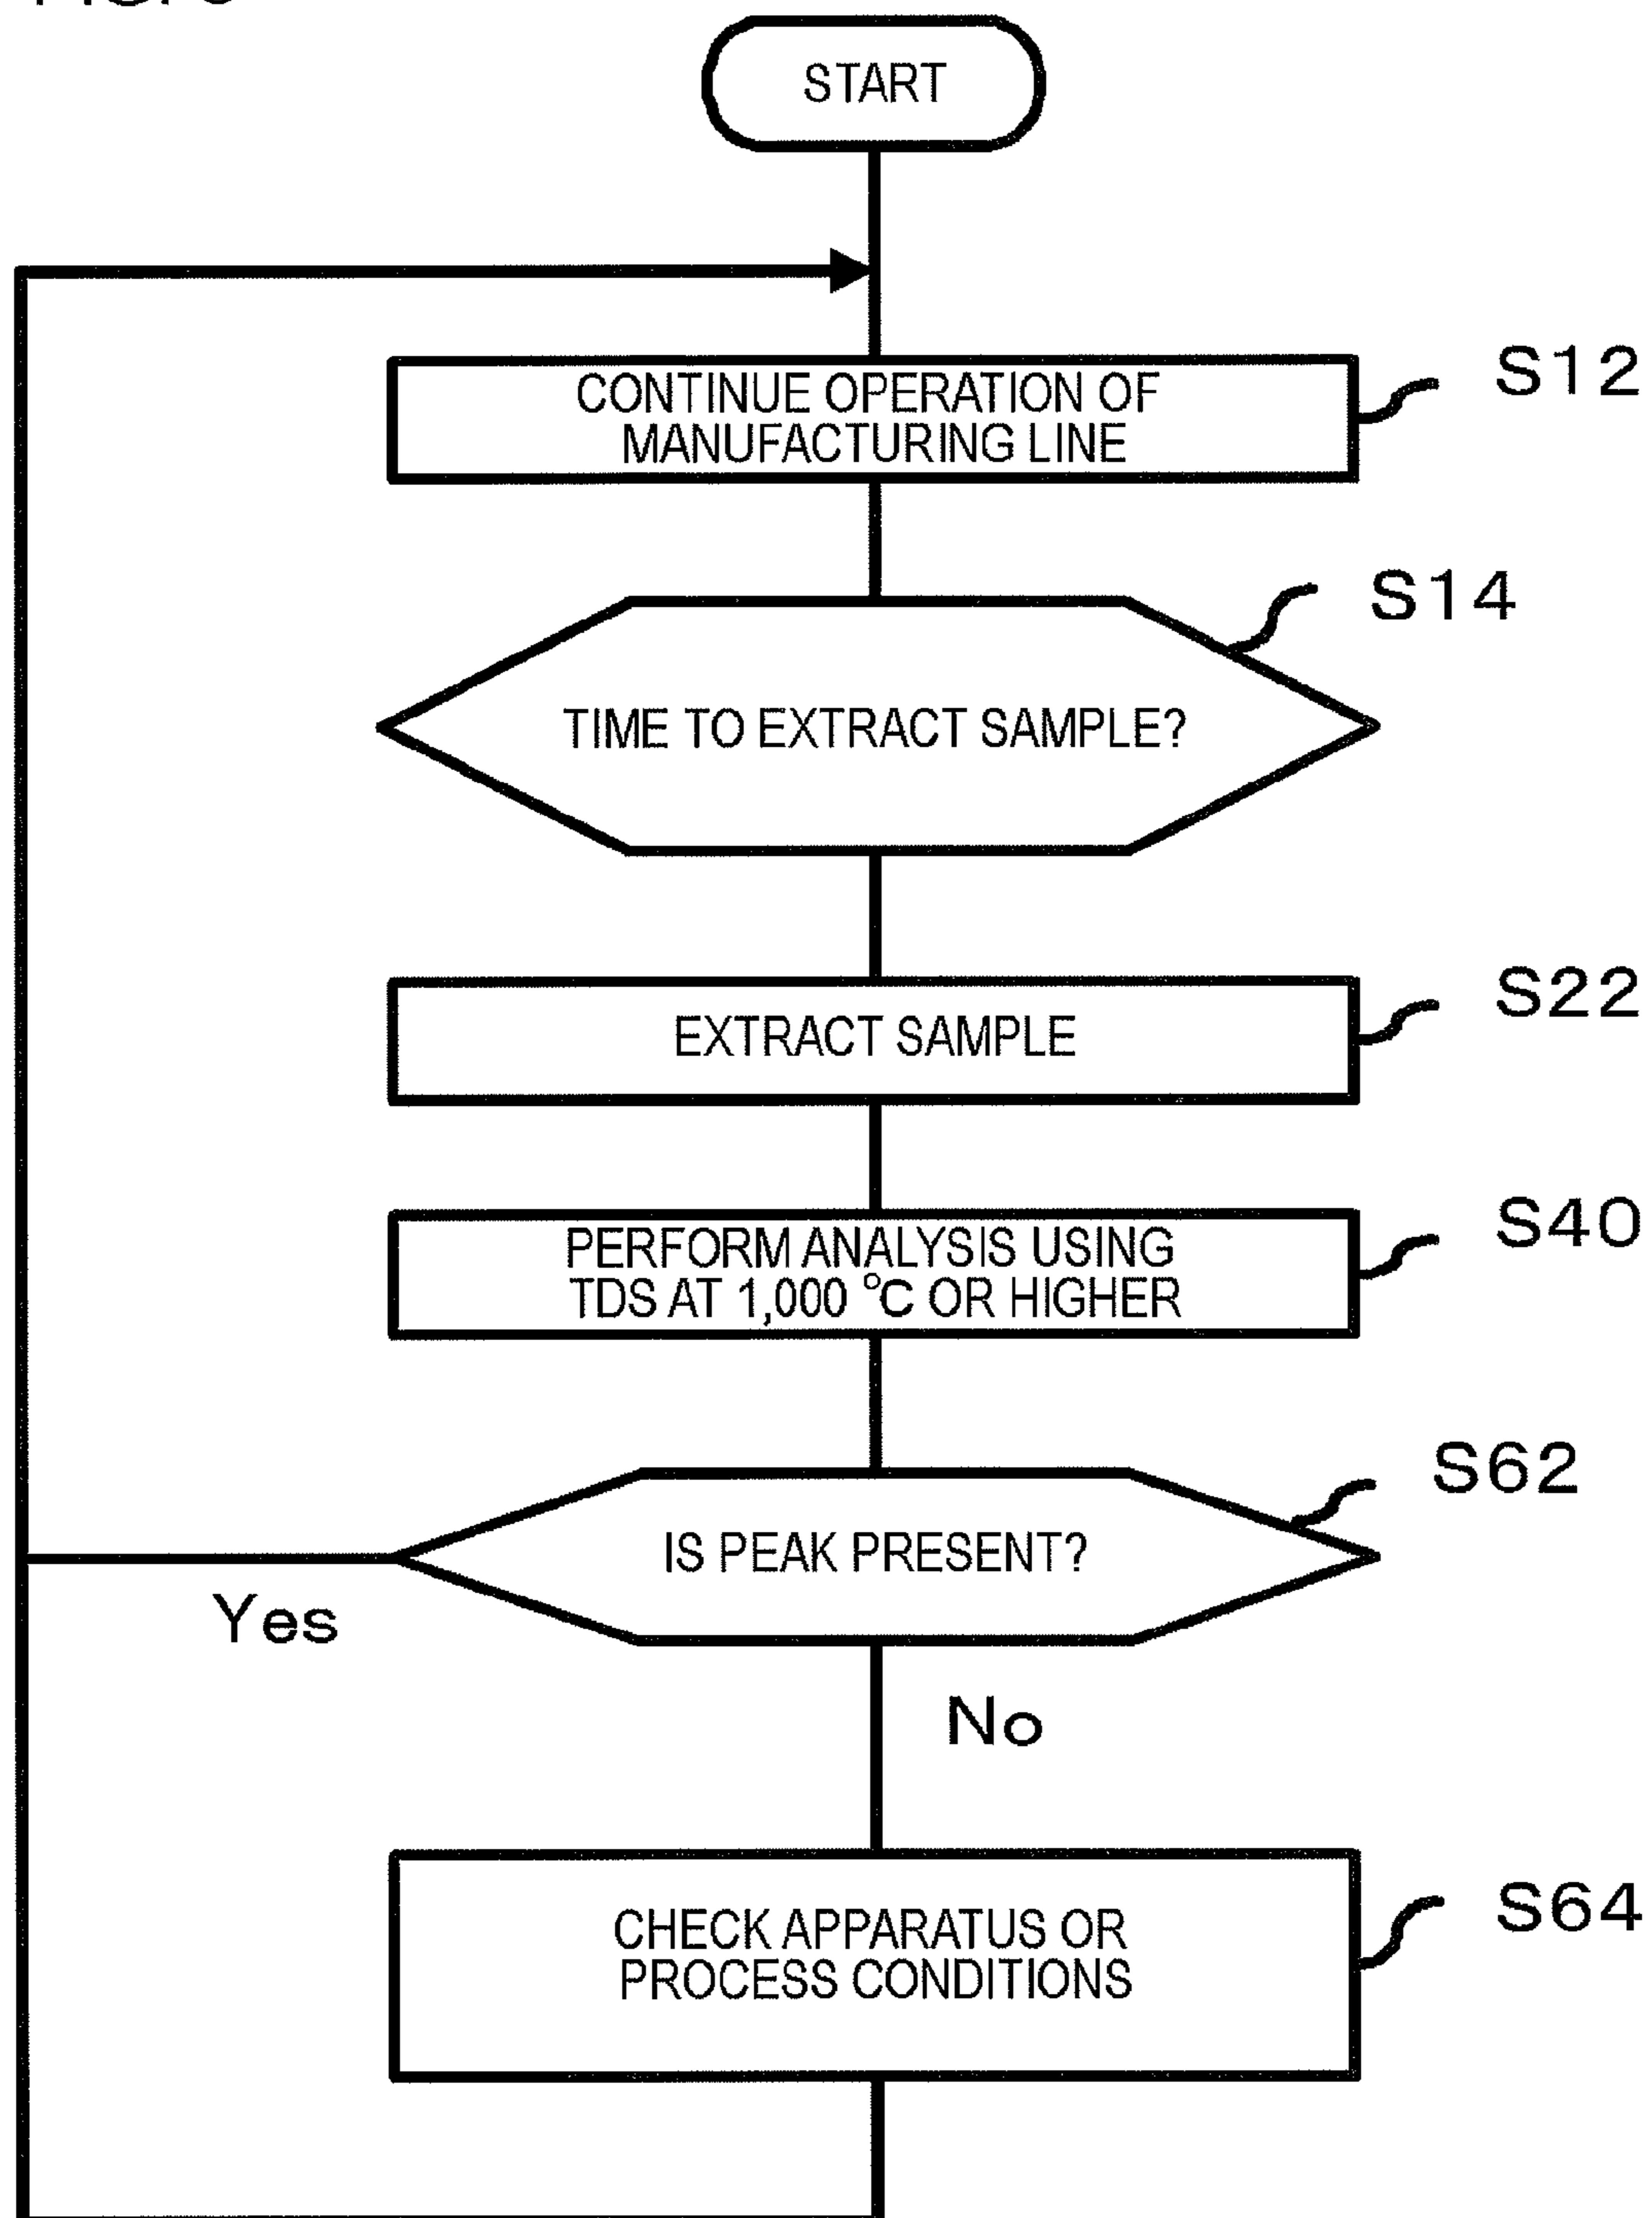 START
CONTINUE OPERATION OF
MANUFACTURING LINE
S12
S14
TIME TO EXTRACT SAMPLE?
EXTRACT SAMPLE
S22
PERFORM ANALYSIS USING
TDS AT 1,000 °C OR HIGHER
S40
S62
IS PEAK PRESENT?
Yes
No
CHECK APPARATUS OR
PROCESS CONDITIONS
S64